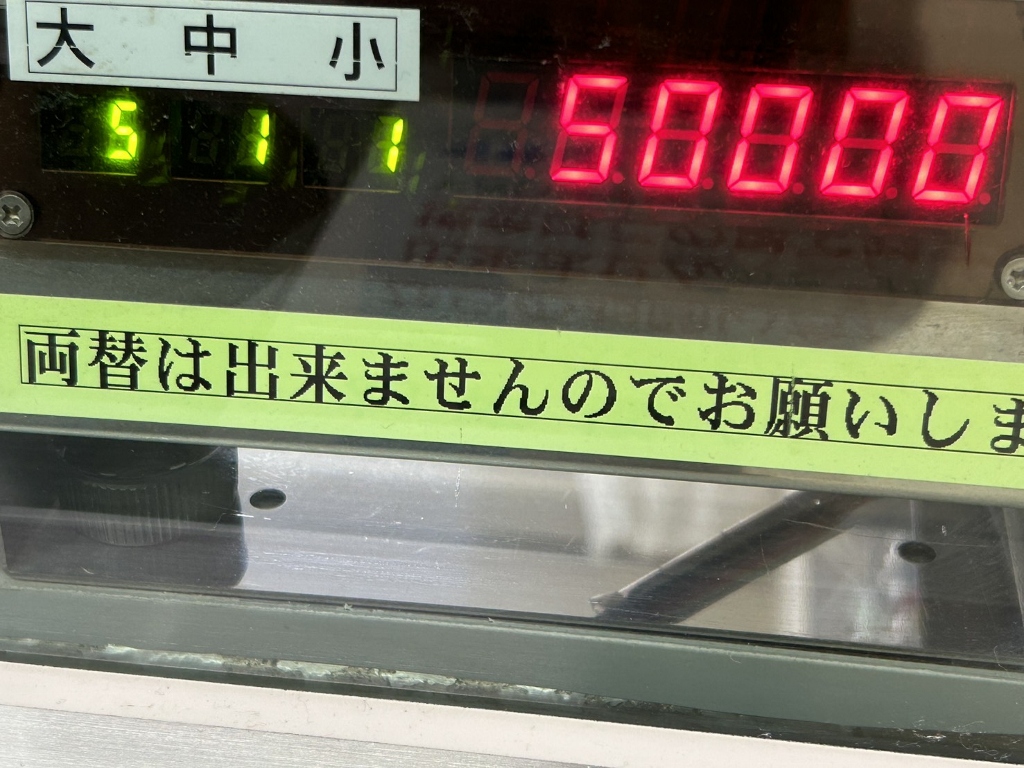 大 中 小
5 1 1 50000
両替は出来ませんのでお願いしま